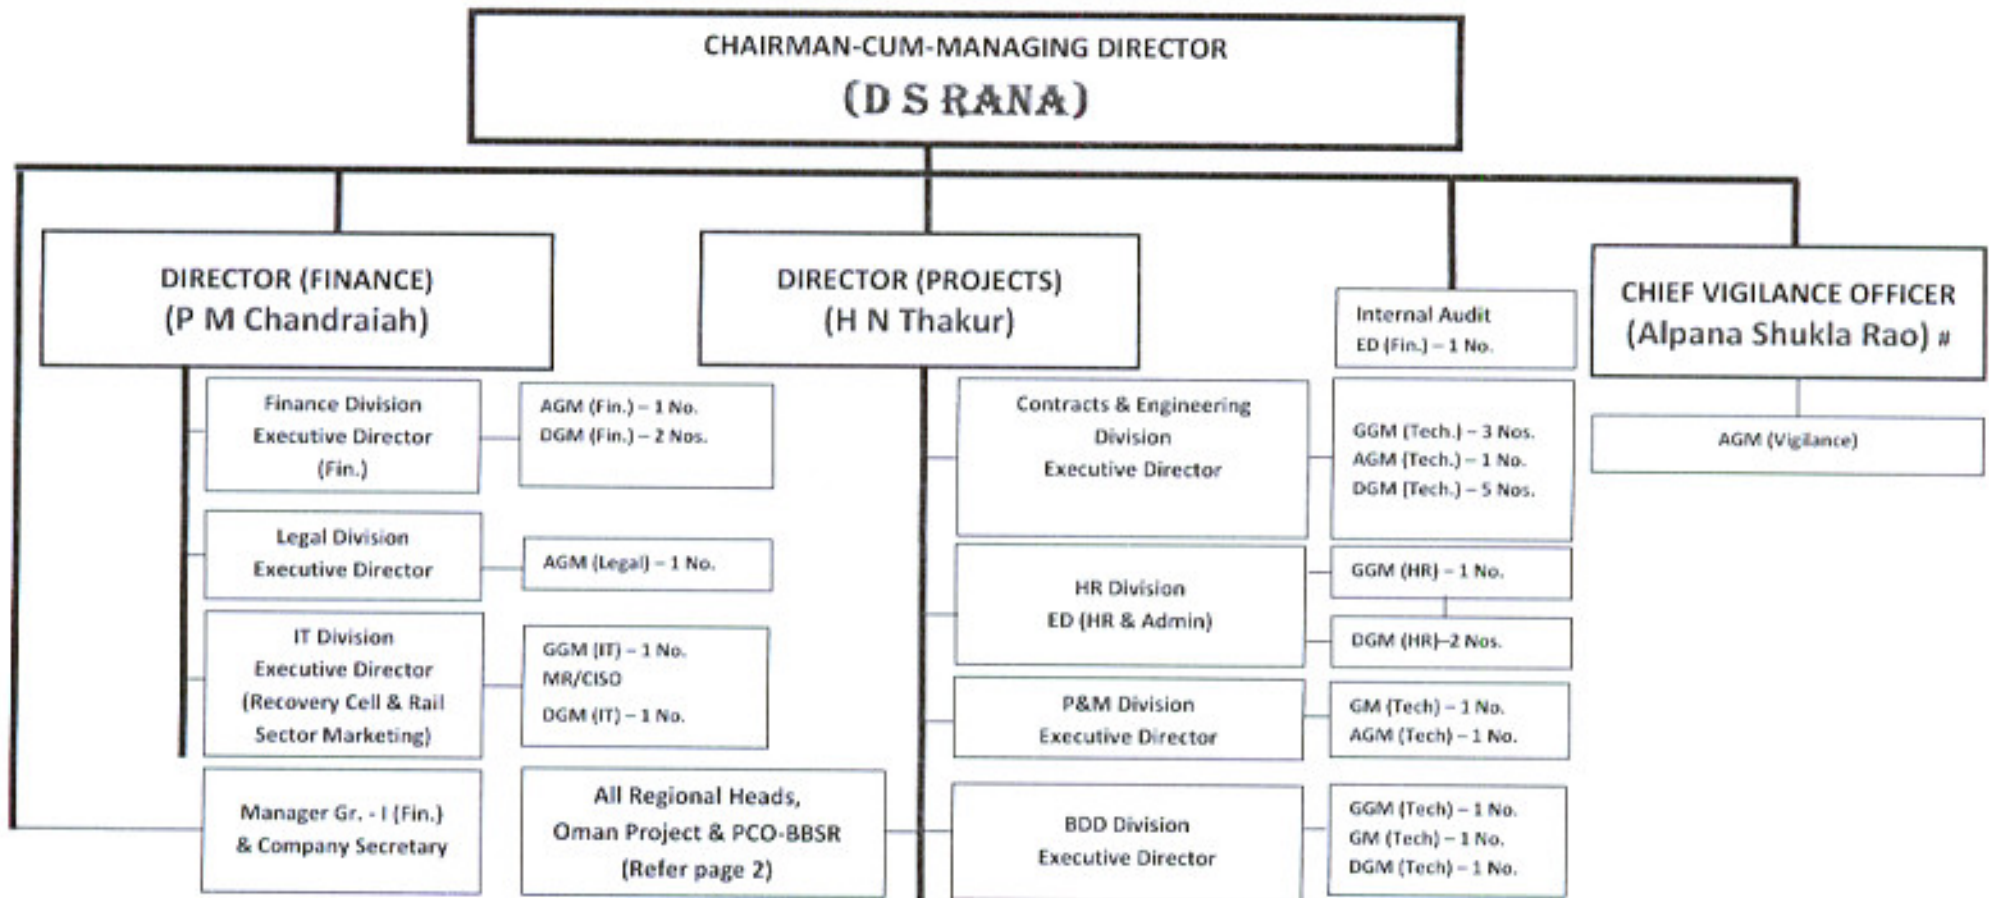 CHAIRMAN-CUM-MANAGING DIRECTOR
(D S RANA)
DIRECTOR (FINANCE)
(P M Chandraiah)
DIRECTOR (PROJECTS)
(H N Thakur)
Internal Audit
ED (Fin.) – 1 No.
CHIEF VIGILANCE OFFICER
(Alpana Shukla Rao) #
AGM (Vigilance)
Finance Division
Executive Director
(Fin.)
AGM (Fin.) – 1 No.
DGM (Fin.) – 2 Nos.
Legal Division
Executive Director
AGM (Legal) – 1 No.
IT Division
Executive Director
(Recovery Cell & Rail
Sector Marketing)
GGM (IT) – 1 No.
MR/CISO
DGM (IT) – 1 No.
Manager Gr. - I (Fin.)
& Company Secretary
All Regional Heads,
Oman Project & PCO-BBSR
(Refer page 2)
Contracts & Engineering
Division
Executive Director
GGM (Tech.) – 3 Nos.
AGM (Tech.) – 1 No.
DGM (Tech.) – 5 Nos.
HR Division
ED (HR & Admin)
GGM (HR) – 1 No.
DGM (HR)–2 Nos.
P&M Division
Executive Director
GM (Tech) – 1 No.
AGM (Tech) – 1 No.
BDD Division
Executive Director
GGM (Tech) – 1 No.
GM (Tech) – 1 No.
DGM (Tech) – 1 No.